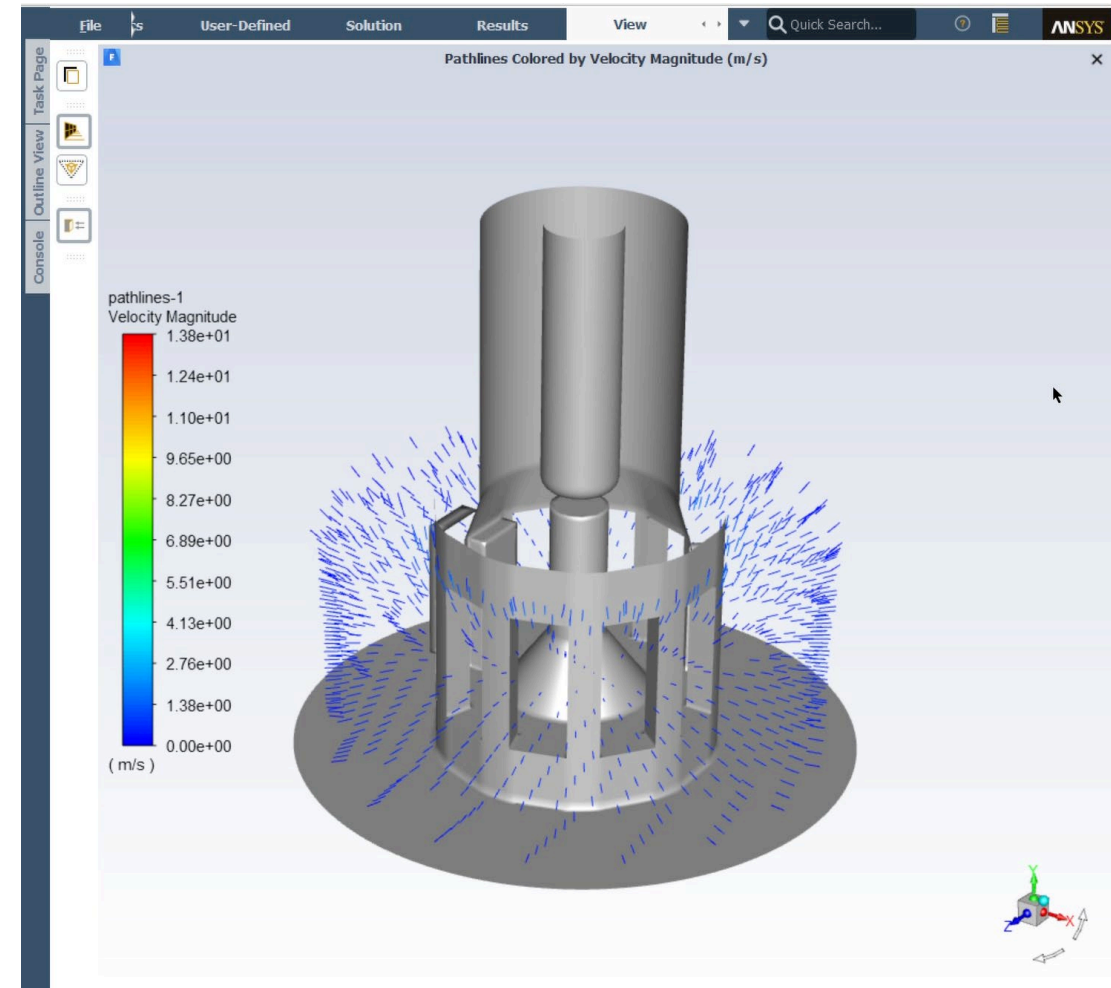 File
s
User-Defined
Solution
Results
View
Quick Search...
?
ANSYS
Task Page
Outline View
Console
F
Pathlines Colored by Velocity Magnitude (m/s)
pathlines-1
Velocity Magnitude
1.38e+01
1.24e+01
1.10e+01
9.65e+00
8.27e+00
6.89e+00
5.51e+00
4.13e+00
2.76e+00
1.38e+00
0.00e+00
( m/s )
Y
Z
X